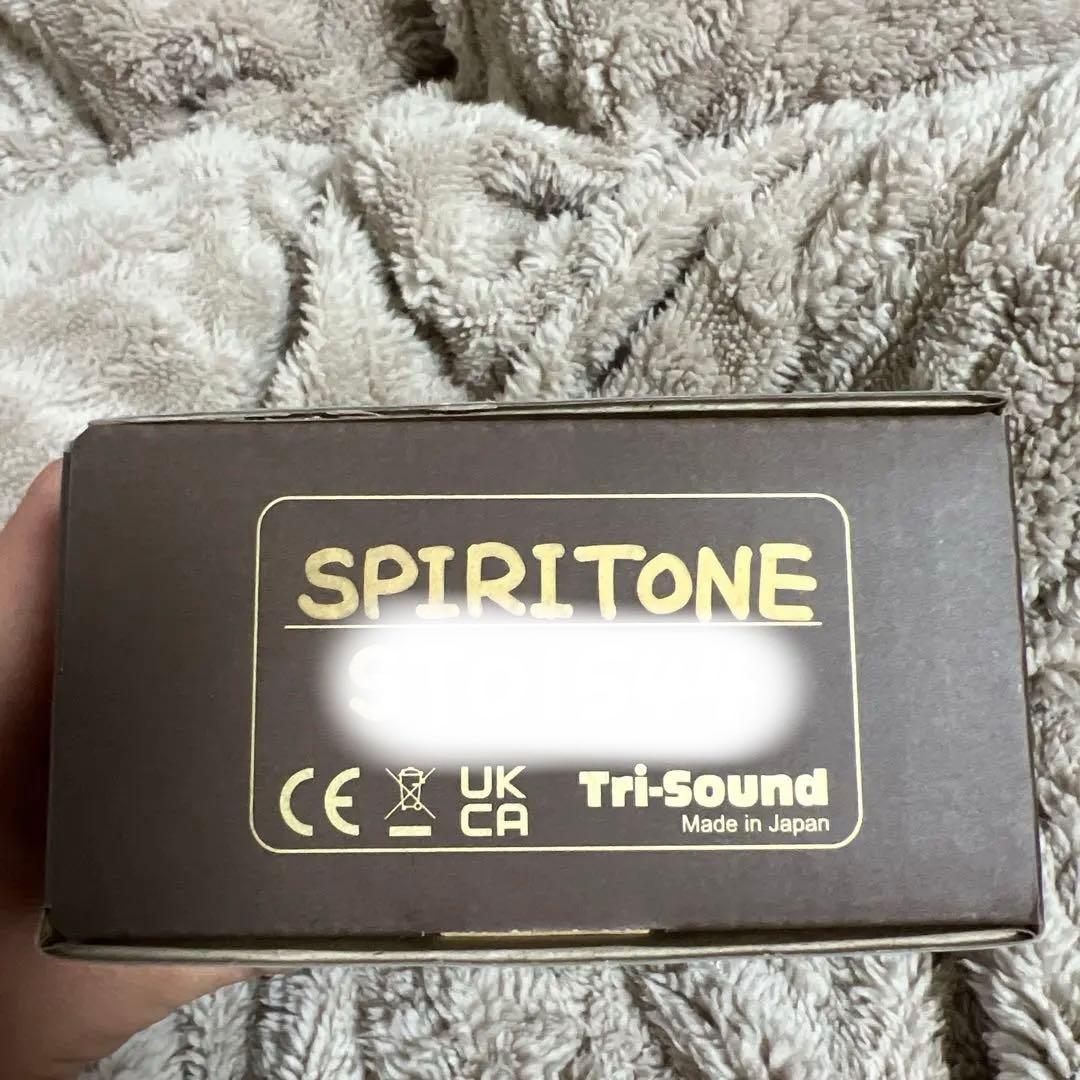 SPIRITONE
CE UK
CA
Tri-Sound
Made in Japan